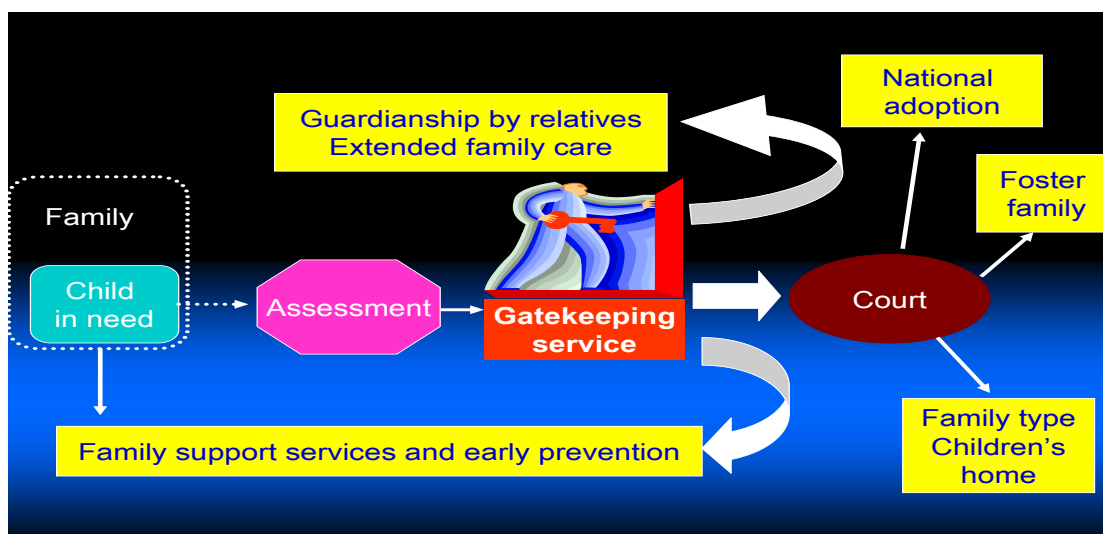 National
adoption
Guardianship by relatives
Extended family care
Foster
family
Family
Child
in need
Assessment
Gatekeeping
service
Court
Family support services and early prevention
Family type
Children's
home